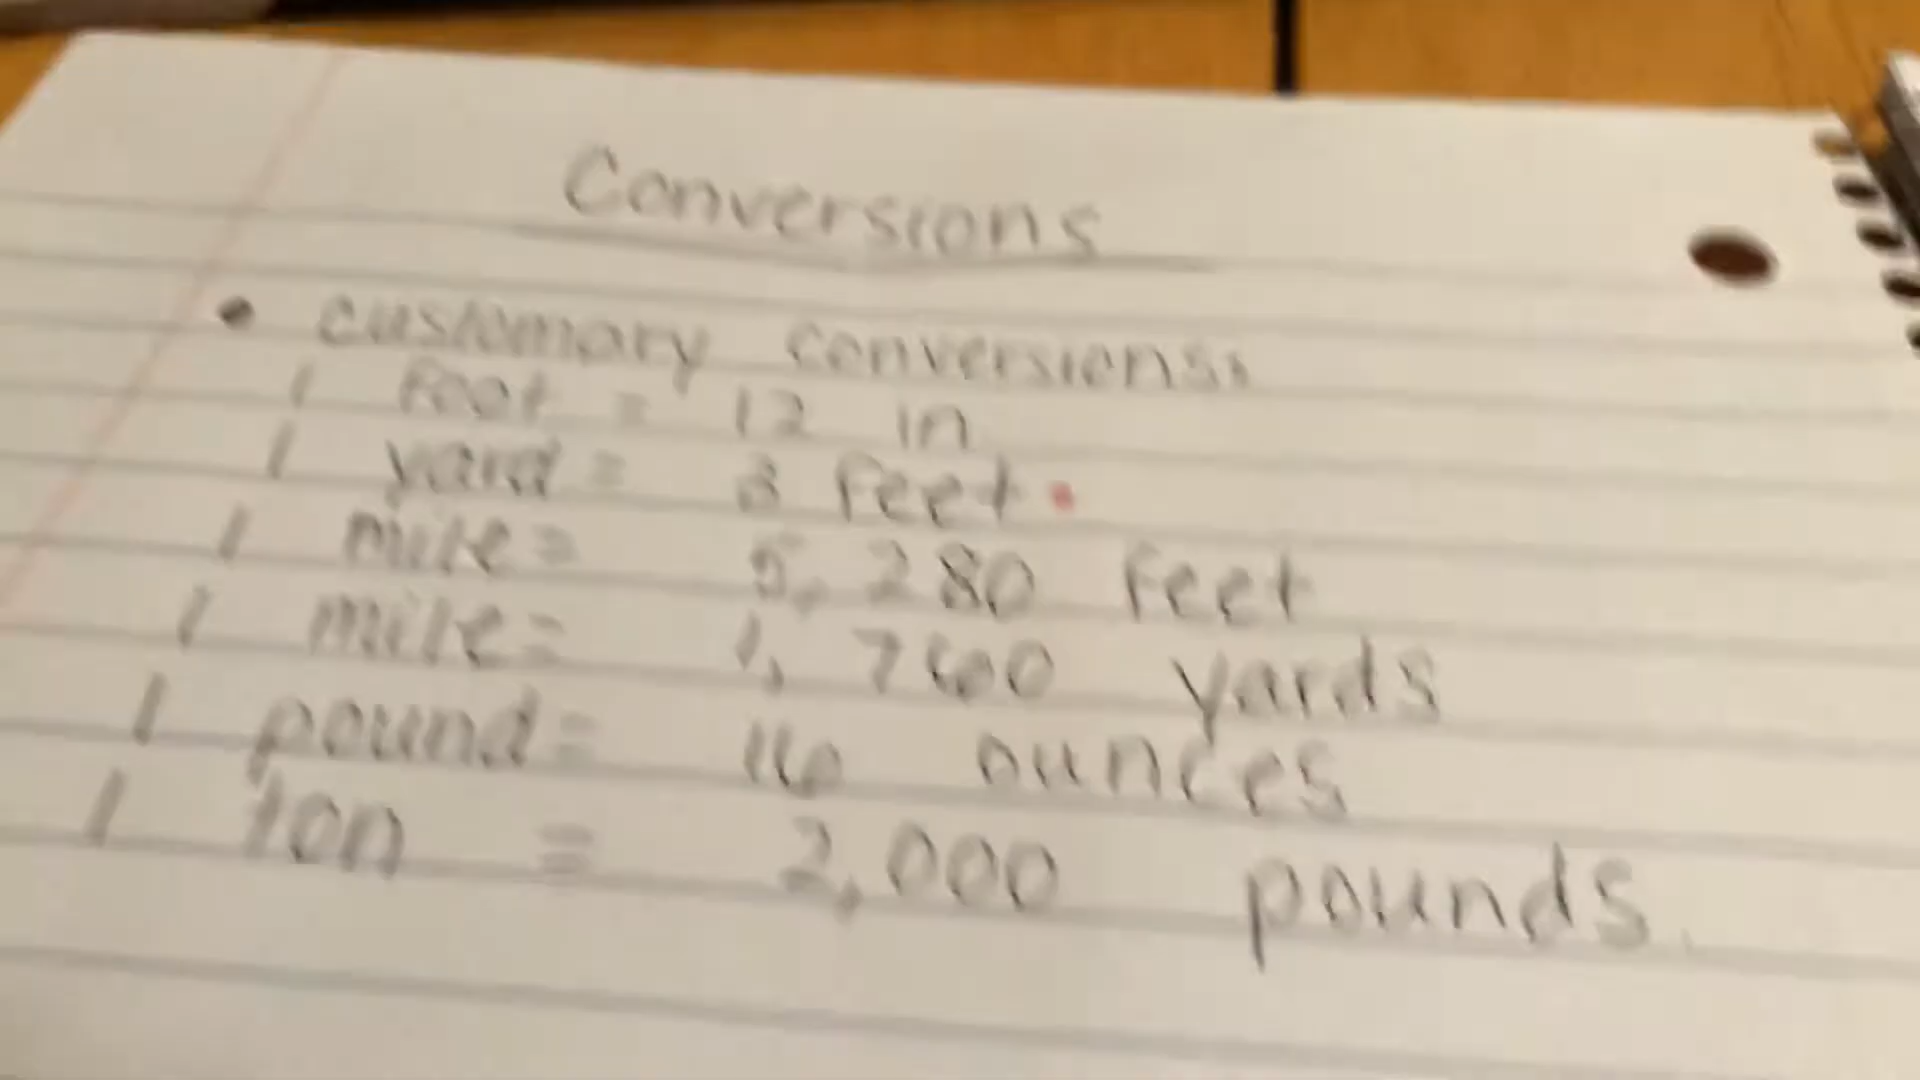 Conversions
• customary conversions:
1 foot = 12 in
1 yard = 3 feet
1 mile = 5,280 feet
1 mile = 1,760 yards
1 pound = 16 ounces
1 ton = 2,000 pounds.